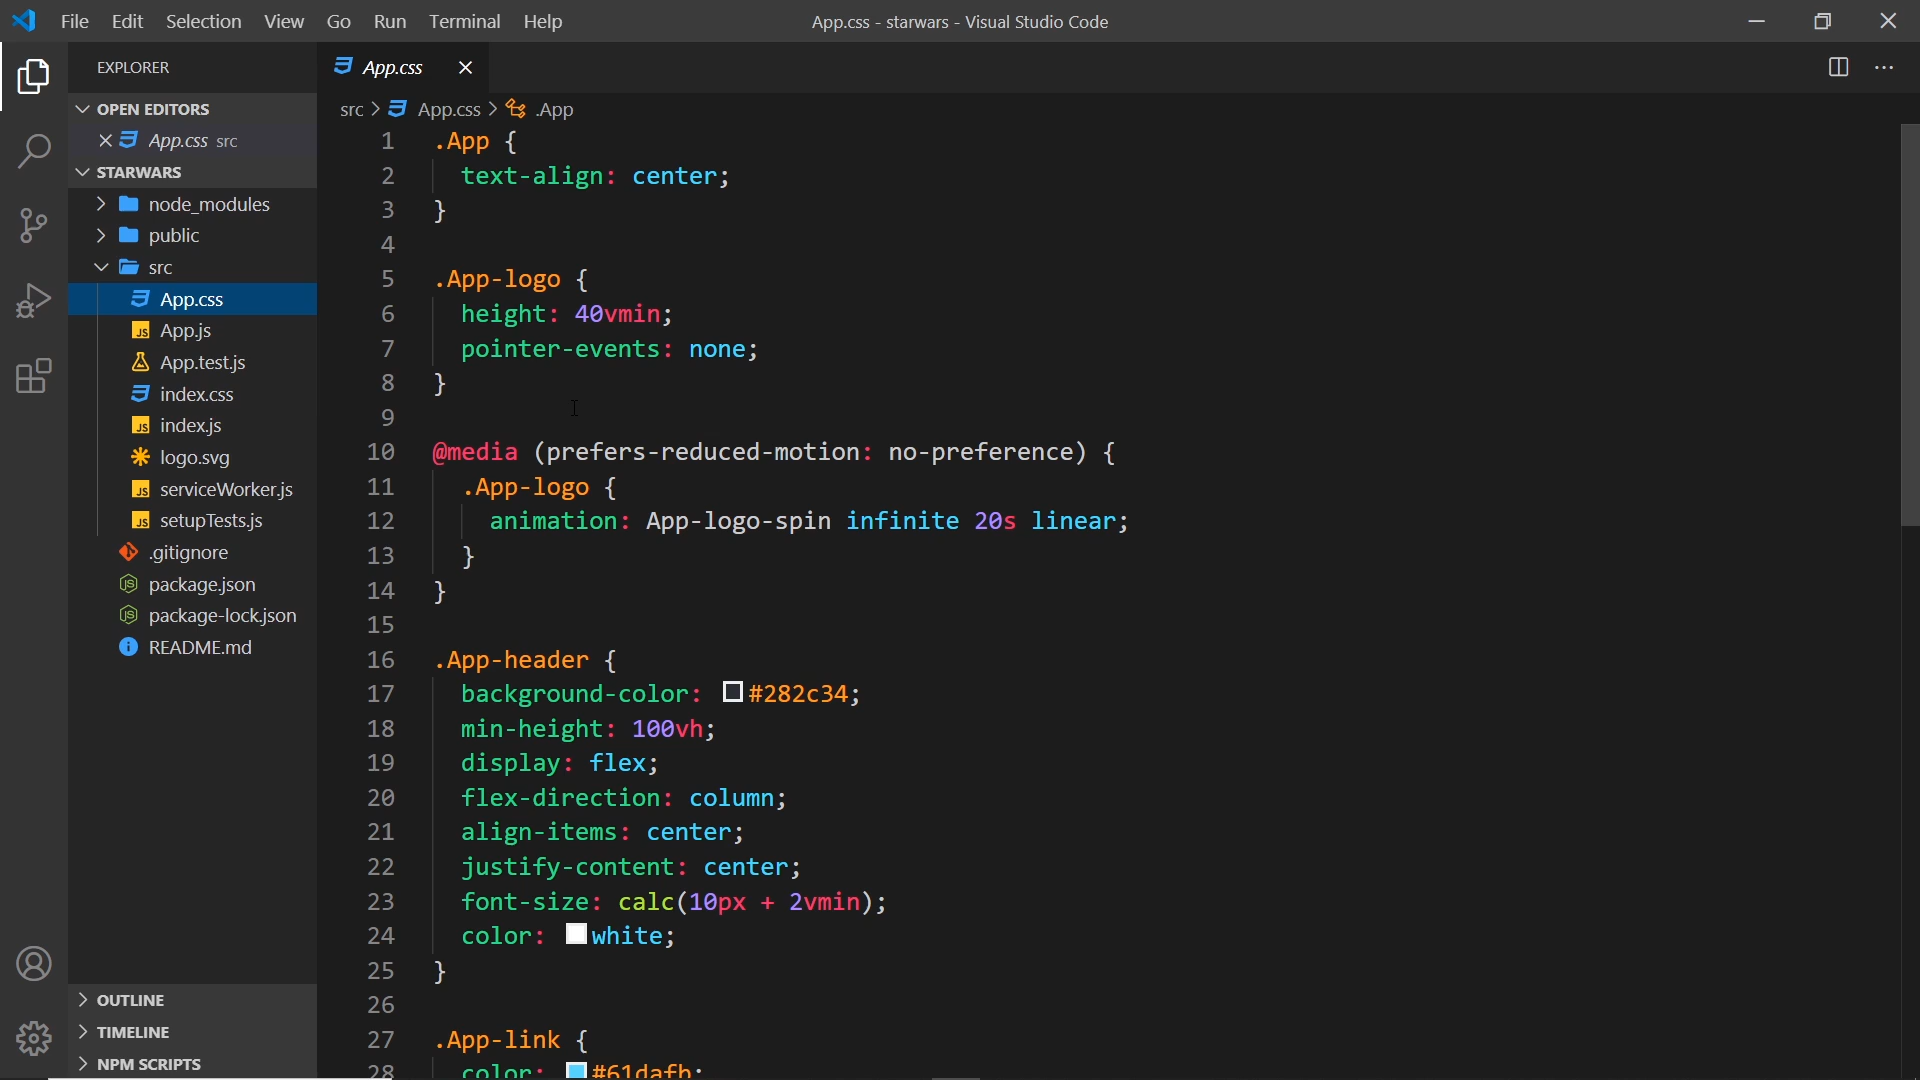 File Edit Selection View Go Run Terminal Help
App.css - starwars - Visual Studio Code
EXPLORER
OPEN EDITORS
App.css src
STARWARS
node_modules
public
src
App.css
App.js
App.test.js
index.css
index.js
logo.svg
serviceWorker.js
setupTests.js
.gitignore
package.json
package-lock.json
README.md
OUTLINE
TIMELINE
NPM SCRIPTS
App.css
src > App.css > .App
1 .App {
2 text-align: center;
3 }
4
5 .App-logo {
6 height: 40vmin;
7 pointer-events: none;
8 }
9
10 @media (prefers-reduced-motion: no-preference) {
11 .App-logo {
12 animation: App-logo-spin infinite 20s linear;
13 }
14 }
15
16 .App-header {
17 background-color: #282c34;
18 min-height: 100vh;
19 display: flex;
20 flex-direction: column;
21 align-items: center;
22 justify-content: center;
23 font-size: calc(10px + 2vmin);
24 color: white;
25 }
26
27 .App-link {
28 color: #61dafb;